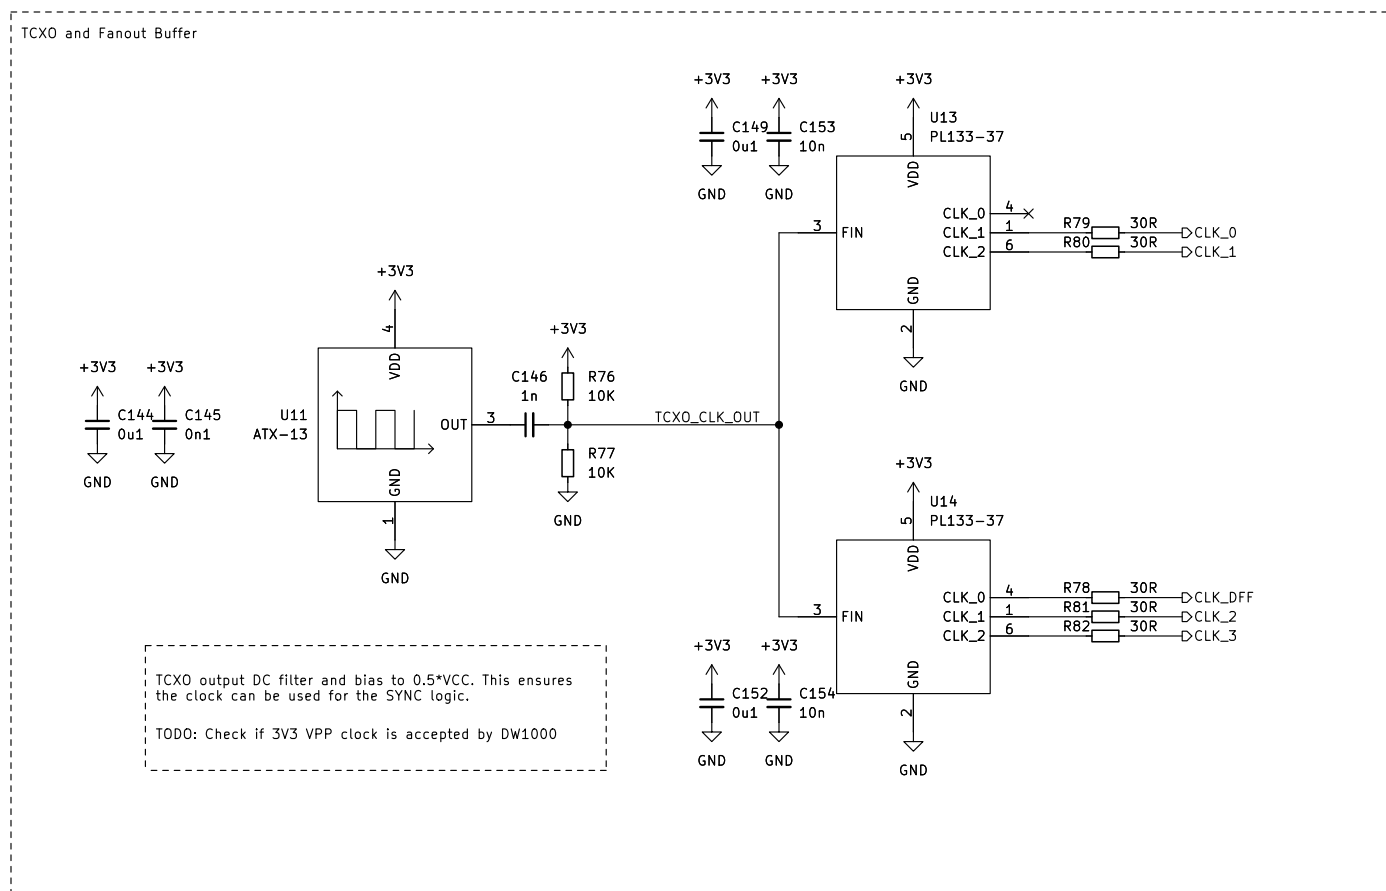 TCXO and Fanout Buffer
+3V3
+3V3
+3V3
C149
0u1
C153
10n
GND
GND
U13
PL133-37
5
VDD
3
FIN
CLK_0
4
CLK_1
1
CLK_2
6
R79
30R
CLK_0
R80
30R
CLK_1
GND
2
GND
+3V3
4
VDD
+3V3
+3V3
C144
0u1
C145
0n1
GND
GND
U11
ATX-13
OUT
3
GND
1
GND
C146
1n
+3V3
R76
10K
R77
10K
GND
TCXO_CLK_OUT
+3V3
U14
PL133-37
5
VDD
3
FIN
CLK_0
4
CLK_1
1
CLK_2
6
R78
30R
CLK_DFF
R81
30R
CLK_2
R82
30R
CLK_3
GND
2
GND
+3V3
+3V3
C152
0u1
C154
10n
GND
GND
TCXO output DC filter and bias to 0.5*VCC. This ensures
the clock can be used for the SYNC logic.
TODO: Check if 3V3 VPP clock is accepted by DW1000